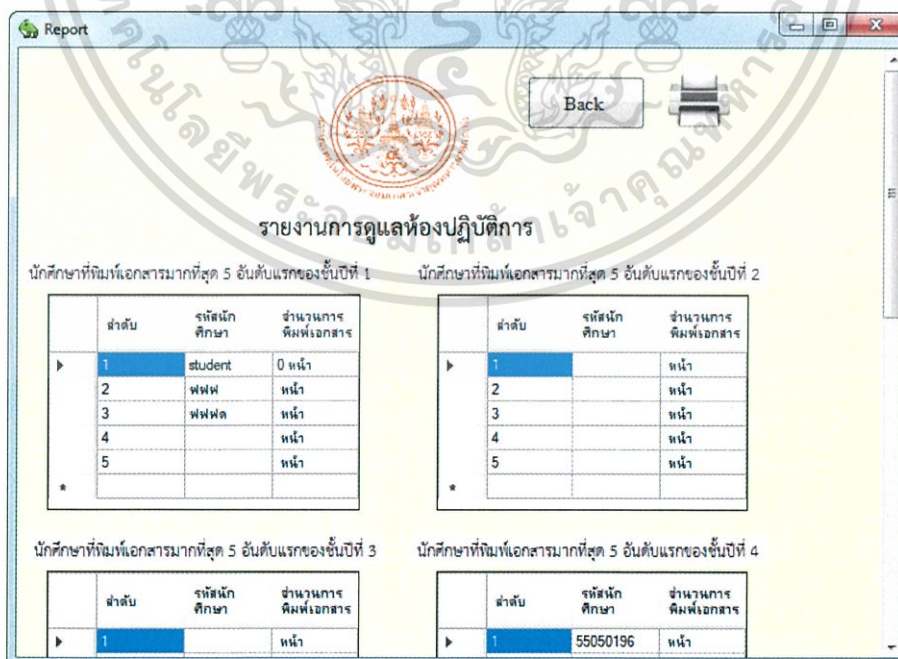 Report
Back
รายงานการดูแลห้องปฏิบัติการ
นักศึกษาที่พิมพ์เอกสารมากที่สุด 5 อันดับแรกของชั้นปีที่ 1
ลำดับ รหัสนักศึกษา จำนวนการพิมพ์เอกสาร
1 student 0 หน้า
2 ฟฟฟ หน้า
3 ฟฟฟด หน้า
4 หน้า
5 หน้า
นักศึกษาที่พิมพ์เอกสารมากที่สุด 5 อันดับแรกของชั้นปีที่ 2
ลำดับ รหัสนักศึกษา จำนวนการพิมพ์เอกสาร
1 หน้า
2 หน้า
3 หน้า
4 หน้า
5 หน้า
นักศึกษาที่พิมพ์เอกสารมากที่สุด 5 อันดับแรกของชั้นปีที่ 3
ลำดับ รหัสนักศึกษา จำนวนการพิมพ์เอกสาร
1 หน้า
นักศึกษาที่พิมพ์เอกสารมากที่สุด 5 อันดับแรกของชั้นปีที่ 4
ลำดับ รหัสนักศึกษา จำนวนการพิมพ์เอกสาร
1 55050196 หน้า